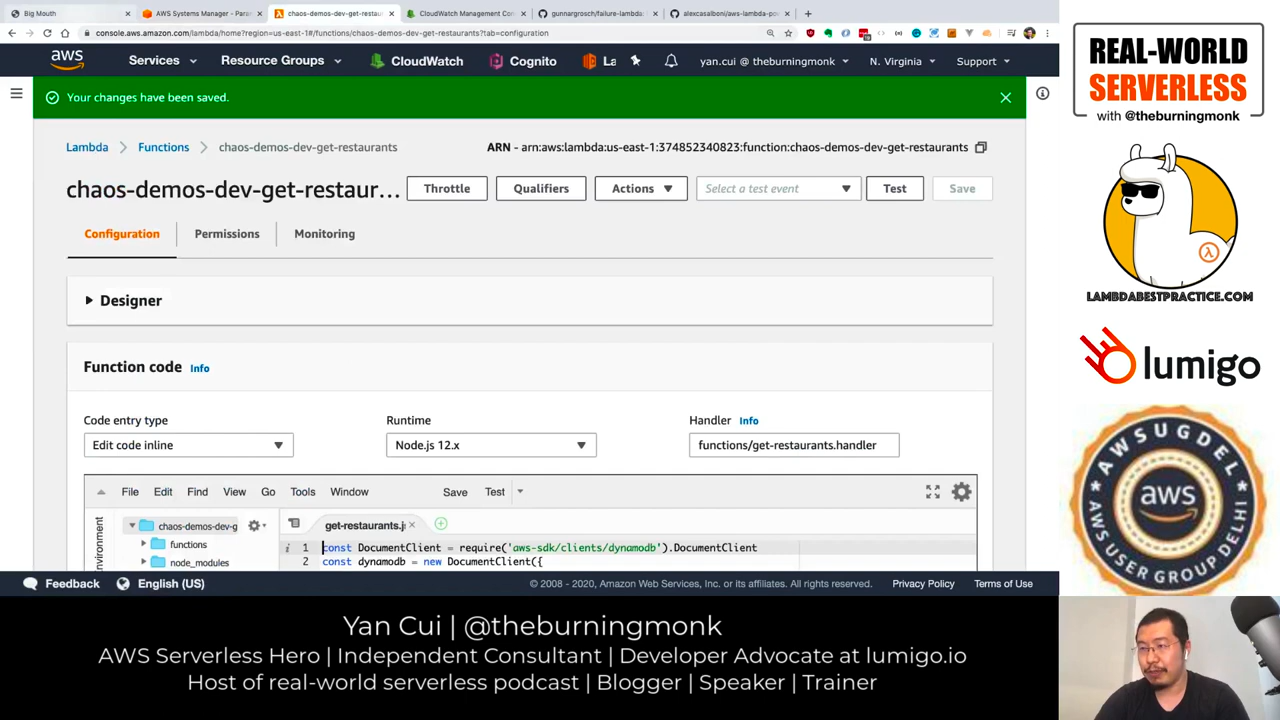 Big Mouth
AWS Systems Manager - Para
chaos-demos-dev-get-restaura
CloudWatch Management Con
gunnargrosch/failure-lambda:
alexcasalboni/aws-lambda-po
console.aws.amazon.com/lambda/home?region=us-east-1#/functions/chaos-demos-dev-get-restaurants?tab=configuration
aws Services Resource Groups CloudWatch Cognito La yan.cui @ theburningmonk N. Virginia Support
Your changes have been saved.
Lambda Functions chaos-demos-dev-get-restaurants
ARN - arn:aws:lambda:us-east-1:374852340823:function:chaos-demos-dev-get-restaurants
chaos-demos-dev-get-restaur... Throttle Qualifiers Actions Select a test event Test Save
Configuration Permissions Monitoring
Designer
Function code Info
Code entry type
Edit code inline
Runtime
Node.js 12.x
Handler Info
functions/get-restaurants.handler
File Edit Find View Go Tools Window Save Test
Environment
chaos-demos-dev-g
functions
node_modules
get-restaurants.j
1 const DocumentClient = require('aws-sdk/clients/dynamodb').DocumentClient
2 const dynamodb = new DocumentClient({
Feedback English (US) © 2008 - 2020, Amazon Web Services, Inc. or its affiliates. All rights reserved. Privacy Policy Terms of Use
Yan Cui | @theburningmonk
AWS Serverless Hero | Independent Consultant | Developer Advocate at lumigo.io
Host of real-world serverless podcast | Blogger | Speaker | Trainer
REAL-WORLD
SERVERLESS
with @theburningmonk
LAMBDABESTPRACTICE.COM
lumigo
AWSUGDEL
aws
AWS USER GROUP DELHI